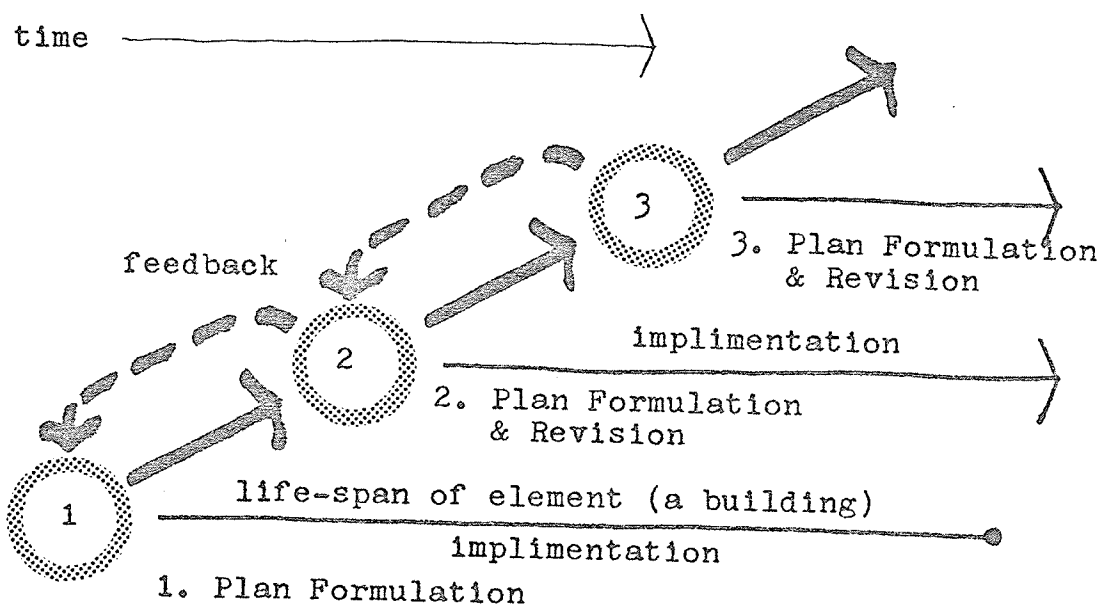 time
3
3. Plan Formulation
& Revision
feedback
implimentation
2
2. Plan Formulation
& Revision
life-span of element (a building)
1
implimentation
1. Plan Formulation